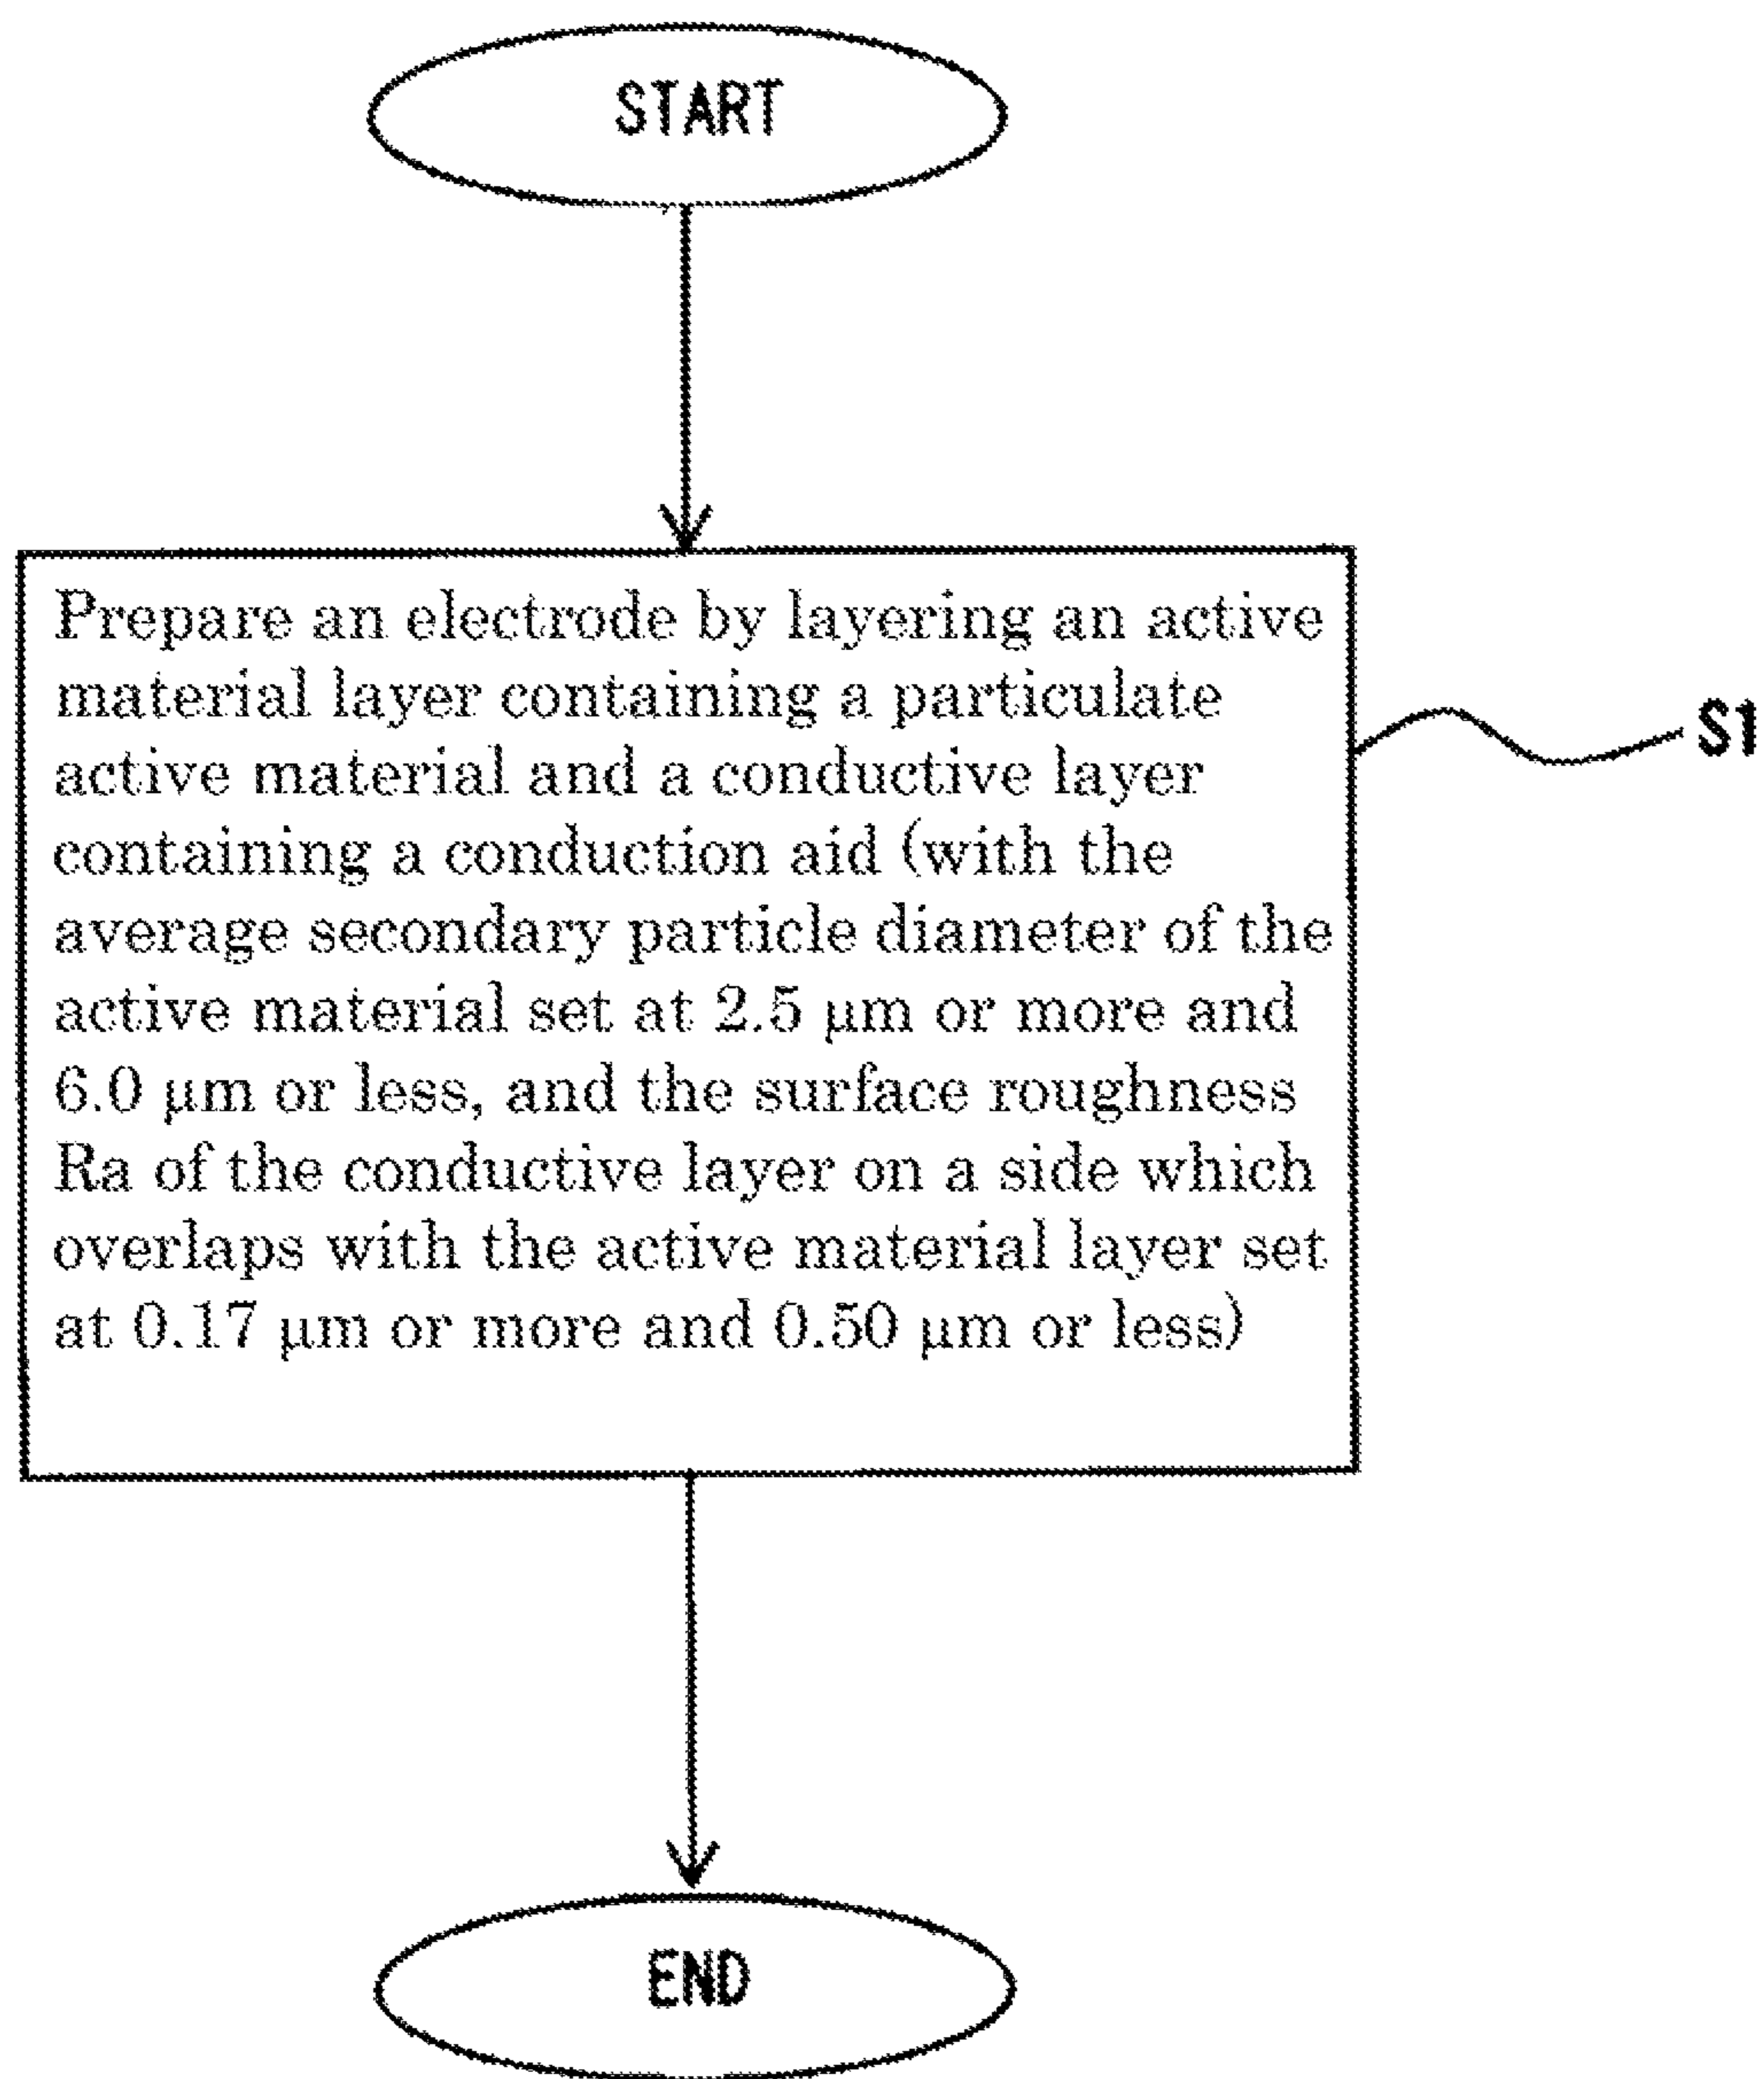 START
Prepare an electrode by layering an active
material layer containing a particulate
active material and a conductive layer
containing a conduction aid (with the
average secondary particle diameter of the
active material set at 2.5 μm or more and
6.0 μm or less, and the surface roughness
Ra of the conductive layer on a side which
overlaps with the active material layer set
at 0.17 μm or more and 0.50 μm or less)
S1
END